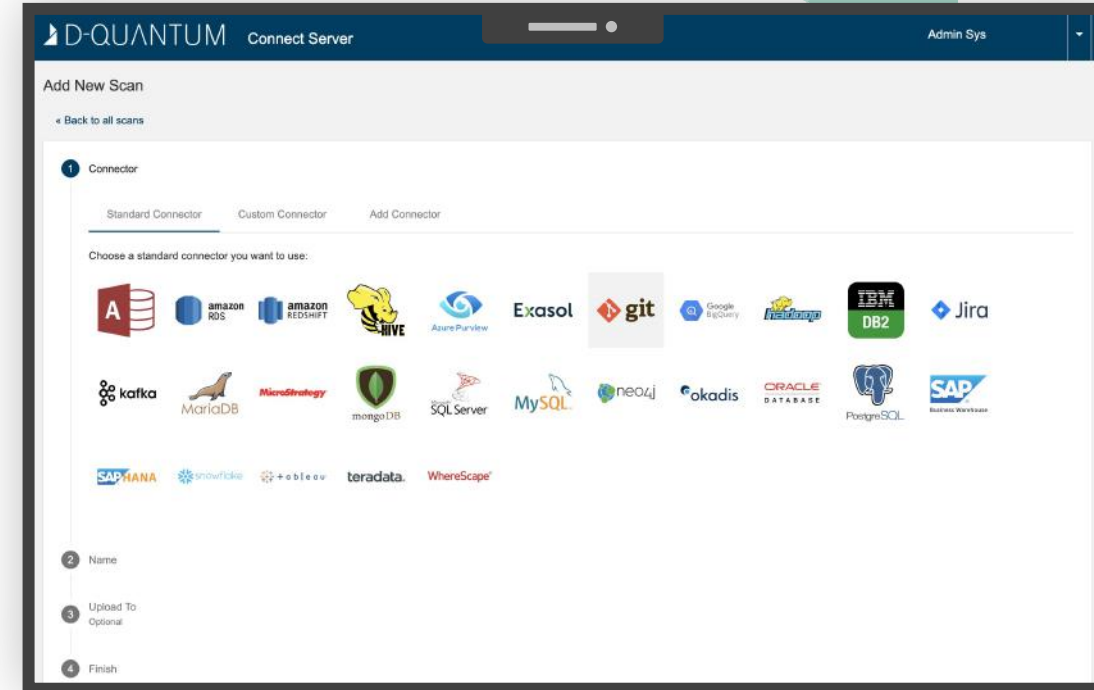 D-QUANTUM Connect Server Admin Sys
Add New Scan
« Back to all scans
1 Connector
Standard Connector Custom Connector Add Connector
Choose a standard connector you want to use:
A amazon RDS amazon REDSHIFT HIVE Azure Purview Exasol git Google BigQuery hadoop IBM DB2 Jira
kafka MariaDB MicroStrategy mongoDB Microsoft SQL Server MySQL neo4j okadis ORACLE DATABASE PostgreSQL SAP Business Warehouse
SAP HANA snowflake +ableau teradata. WhereScape
2 Name
3 Upload To
Optional
4 Finish